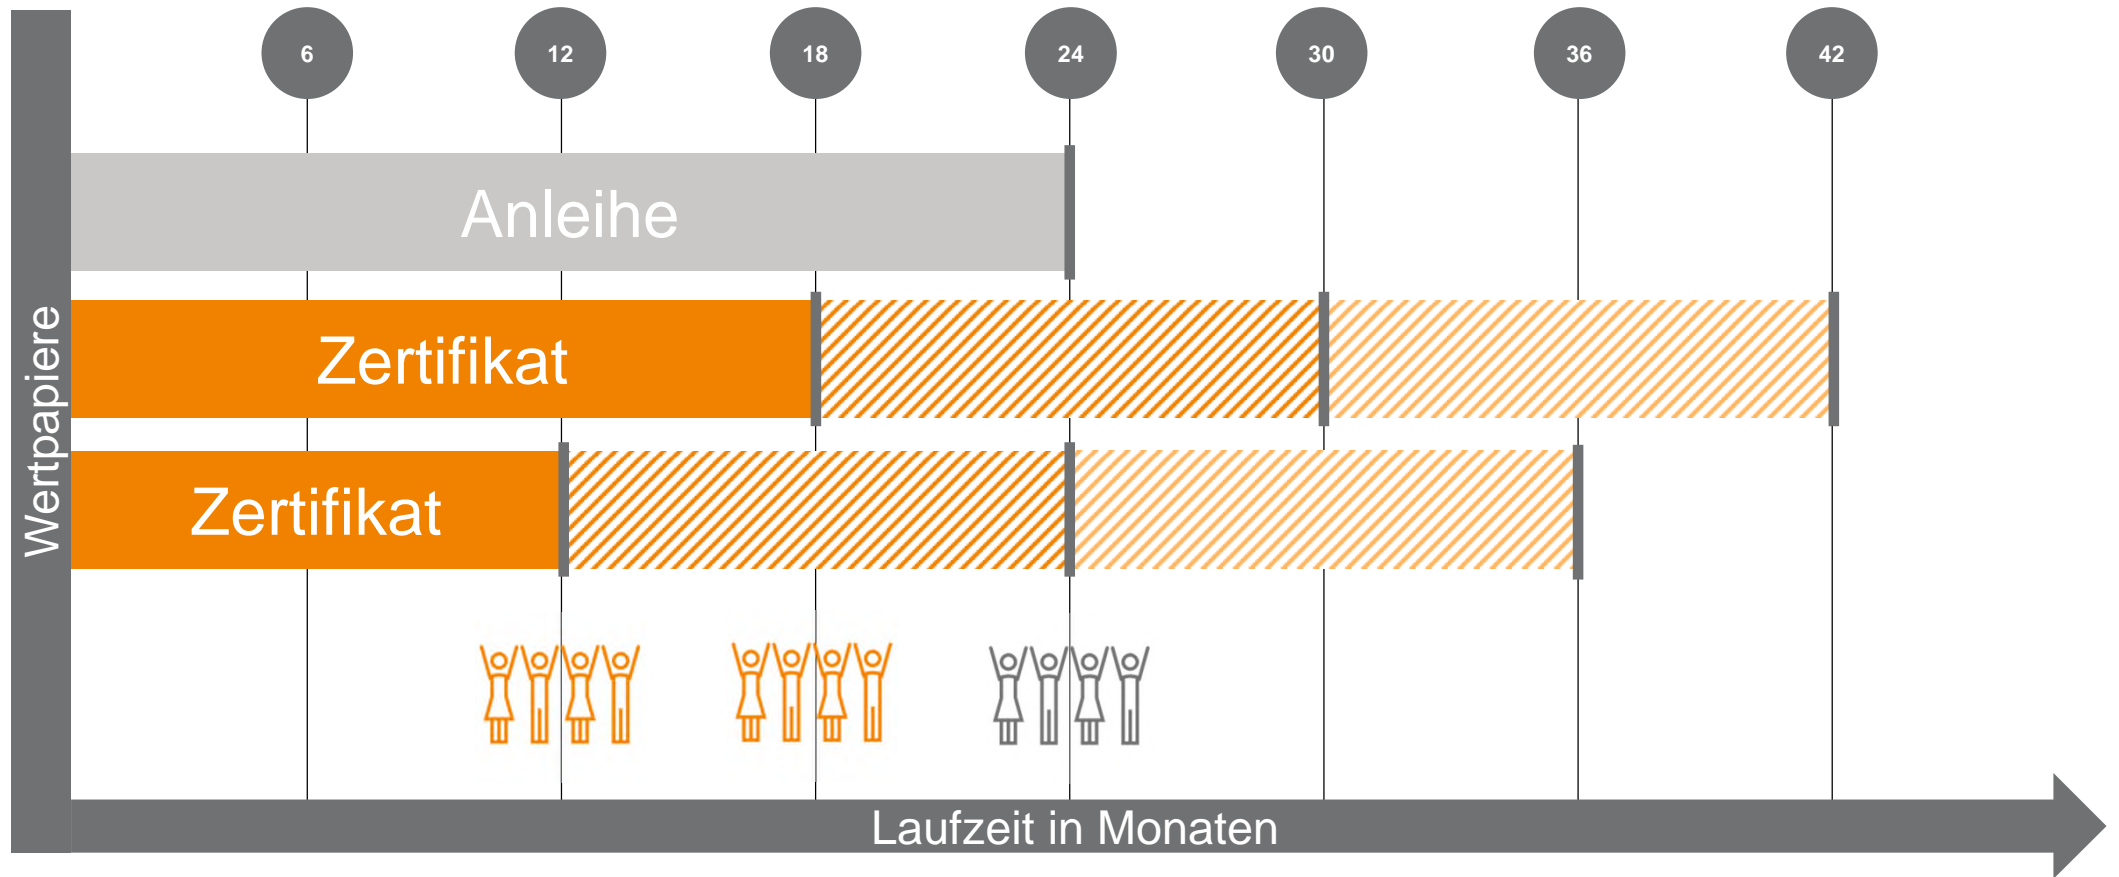 6
12
18
24
30
36
42
Anleihe
Zertifikat
Zertifikat
Wertpapiere
Laufzeit in Monaten